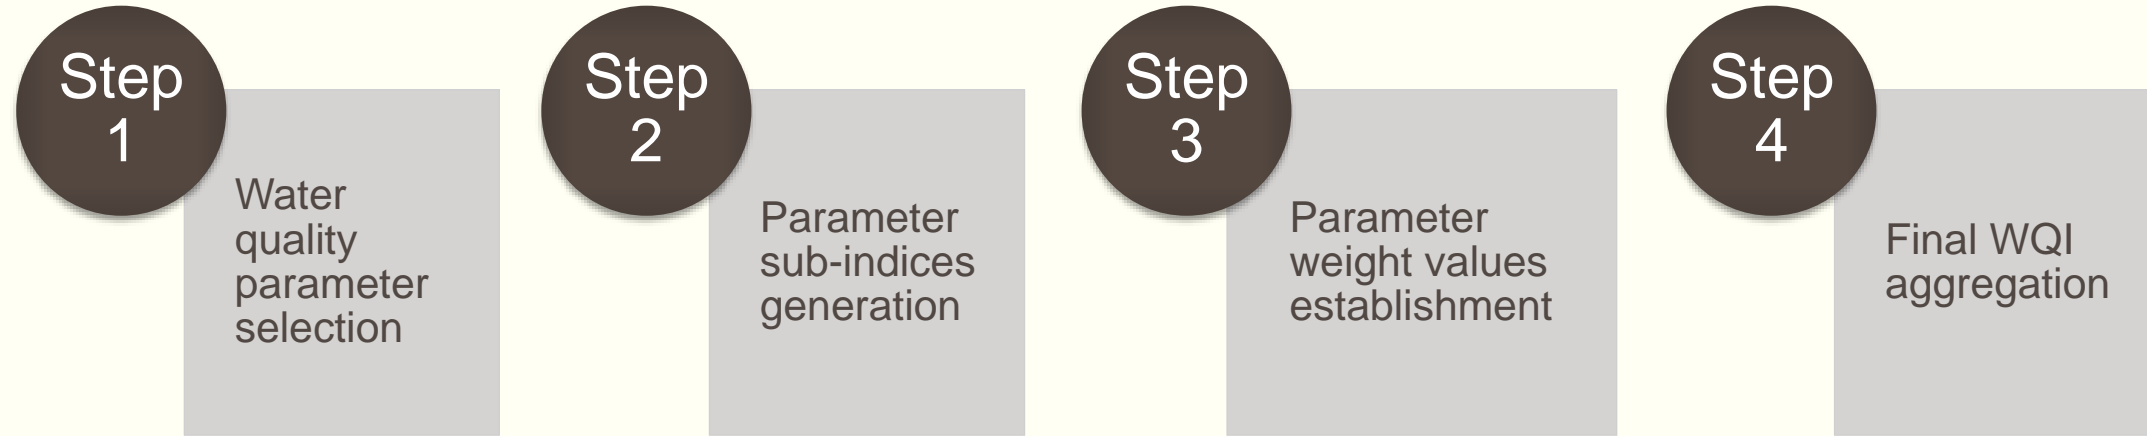 Step
1
Water
quality
parameter
selection
Step
2
Parameter
sub-indices
generation
Step
3
Parameter
weight values
establishment
Step
4
Final WQI
aggregation